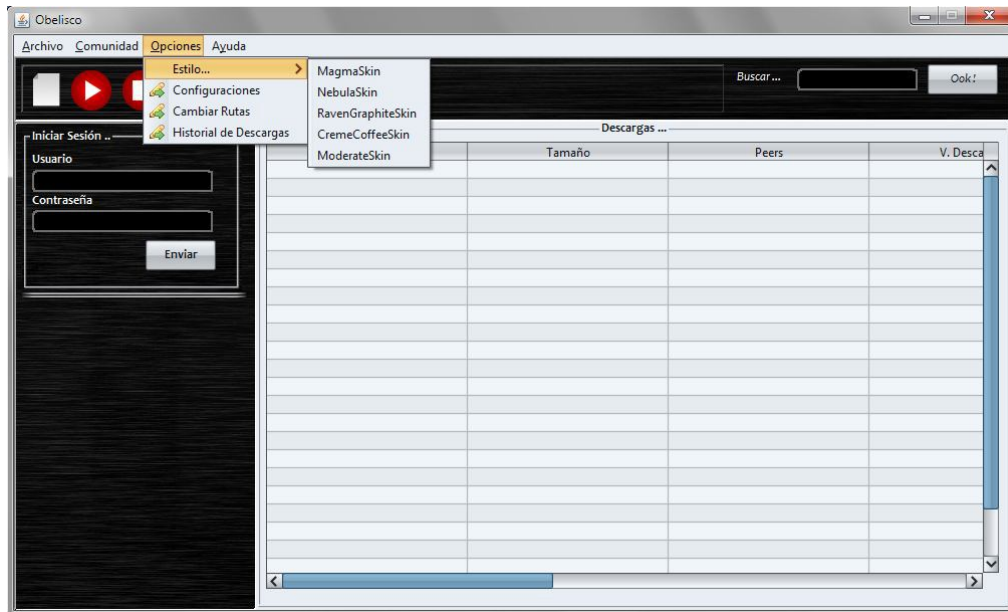 Obelisco
Archivo Comunidad Opciones Ayuda
Estilo...
Configuraciones
Cambiar Rutas
Historial de Descargas
MagmaSkin
NebulaSkin
RavenGraphiteSkin
CremeCoffeeSkin
ModerateSkin
Buscar ...
Ook!
Iniciar Sesión ..
Usuario
Contraseña
Enviar
Descargas ...
Tamaño Peers V. Desca